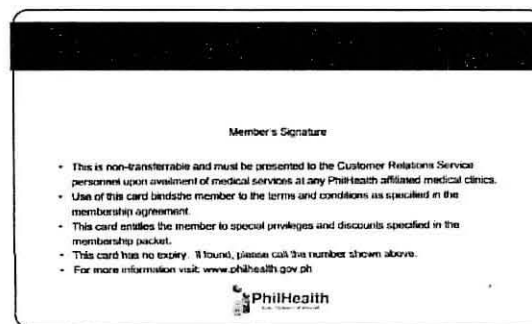 Member's Signature
• This is non-transferrable and must be presented to the Customer Relations Service
personnel upon availment of medical services at any PhilHealth affiliated medical clinics.
• Use of this card bindsthe member to the terms and conditions as specified in the
membership agreement.
• This card entitles the member to special privileges and discounts specified in the
membership packet.
• This card has no expiry. If found, please call the number shown above.
• For more information visit: www.philhealth.gov.ph
PhilHealth